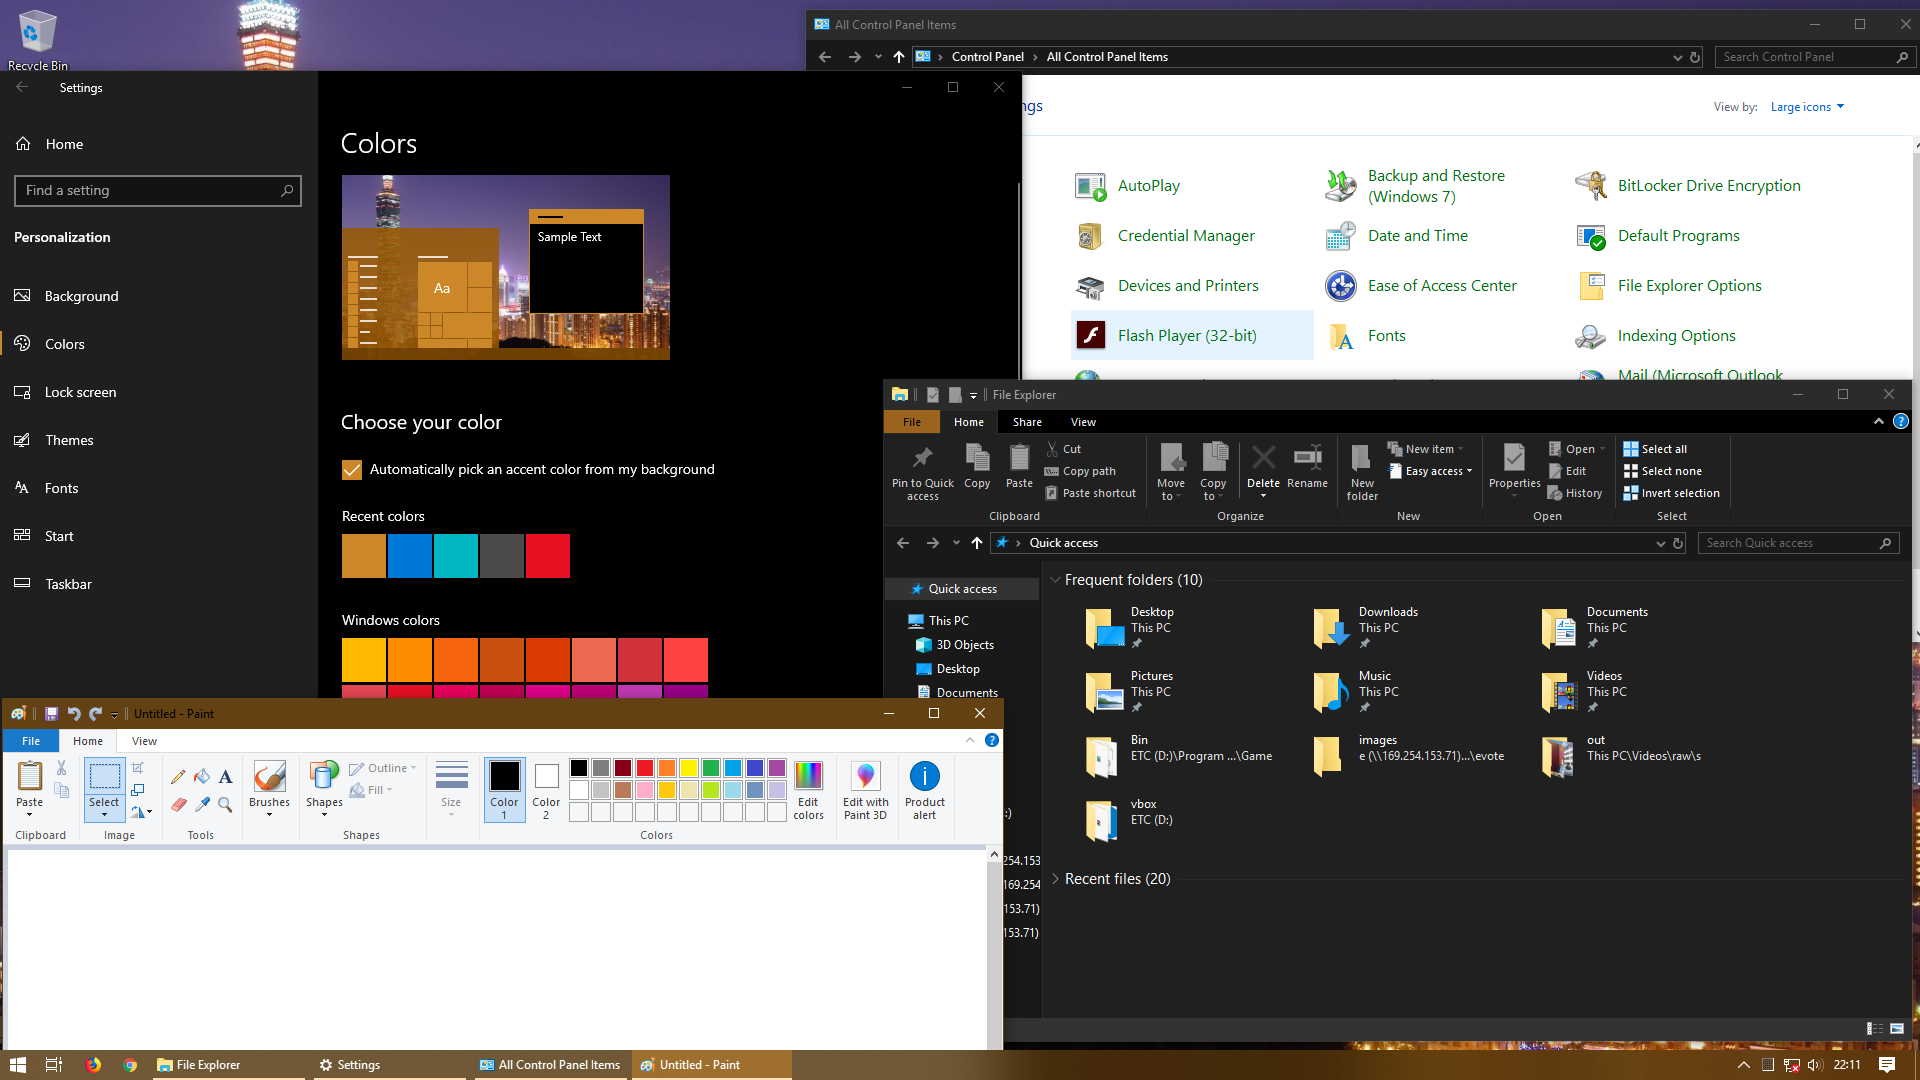 Recycle Bin
All Control Panel Items
Control Panel
All Control Panel Items
Search Control Panel
View by:
Large icons
AutoPlay
Backup and Restore
(Windows 7)
BitLocker Drive Encryption
Credential Manager
Date and Time
Default Programs
Devices and Printers
Ease of Access Center
File Explorer Options
Flash Player (32-bit)
Fonts
Indexing Options
Mail (Microsoft Outlook
Settings
Home
Find a setting
Personalization
Background
Colors
Lock screen
Themes
Fonts
Start
Taskbar
Colors
Sample Text
Aa
Choose your color
Automatically pick an accent color from my background
Recent colors
Windows colors
File Explorer
File
Home
Share
View
Pin to Quick
access
Copy
Paste
Cut
Copy path
Paste shortcut
Clipboard
Move
to
Copy
to
Delete
Rename
Organize
New
folder
New item
Easy access
New
Properties
Open
Edit
History
Open
Select all
Select none
Invert selection
Select
Quick access
Search Quick access
Quick access
This PC
3D Objects
Desktop
Documents
:)
254.153
169.254
153.71)
153.71)
Frequent folders (10)
Desktop
This PC
Downloads
This PC
Documents
This PC
Pictures
This PC
Music
This PC
Videos
This PC
Bin
ETC (D:)\Program ...\Game
images
e (\\169.254.153.71)...\evote
out
This PC\Videos\raw\s
vbox
ETC (D:)
Recent files (20)
Untitled - Paint
File
Home
View
Paste
Clipboard
Select
Image
Tools
Brushes
Shapes
Outline
Fill
Shapes
Size
Color
1
Color
2
Edit
colors
Colors
Edit with
Paint 3D
Product
alert
File Explorer
Settings
All Control Panel Items
Untitled - Paint
22:11